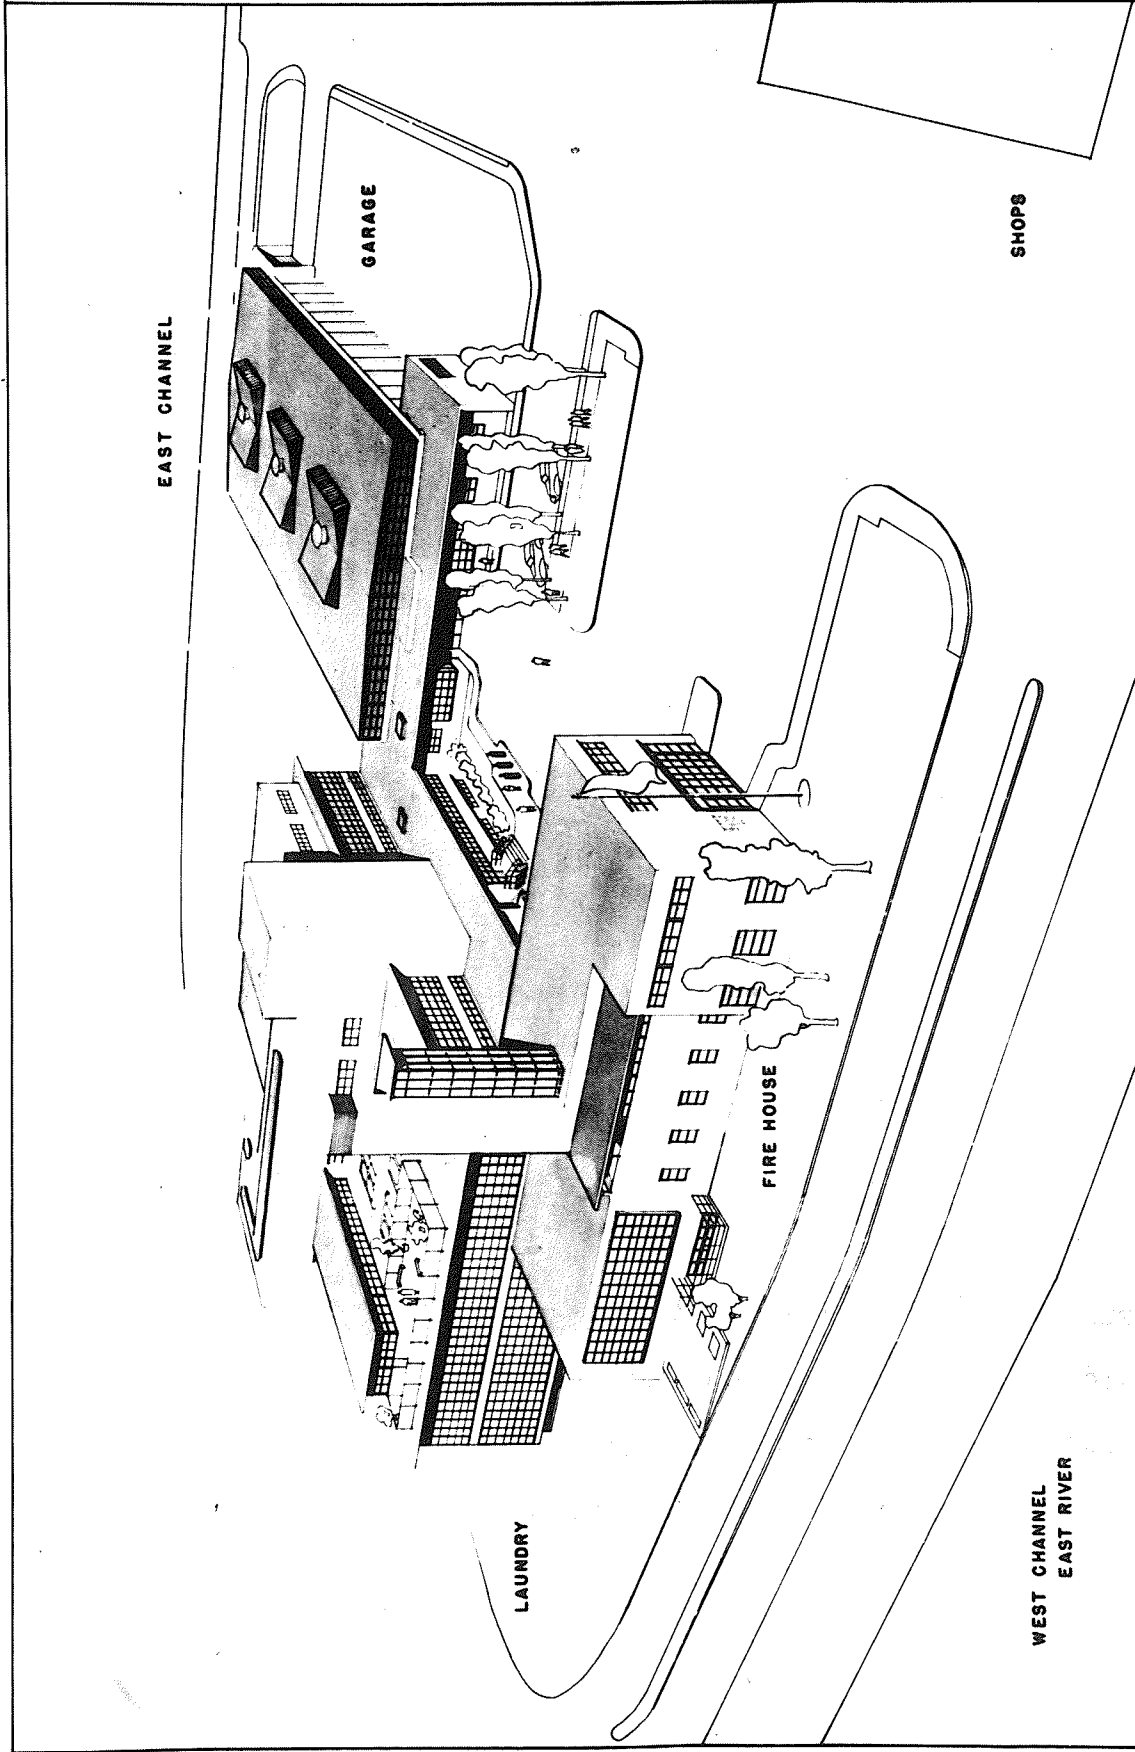 EAST CHANNEL
GARAGE
SHOPS
FIRE HOUSE
LAUNDRY
WEST CHANNEL
EAST RIVER